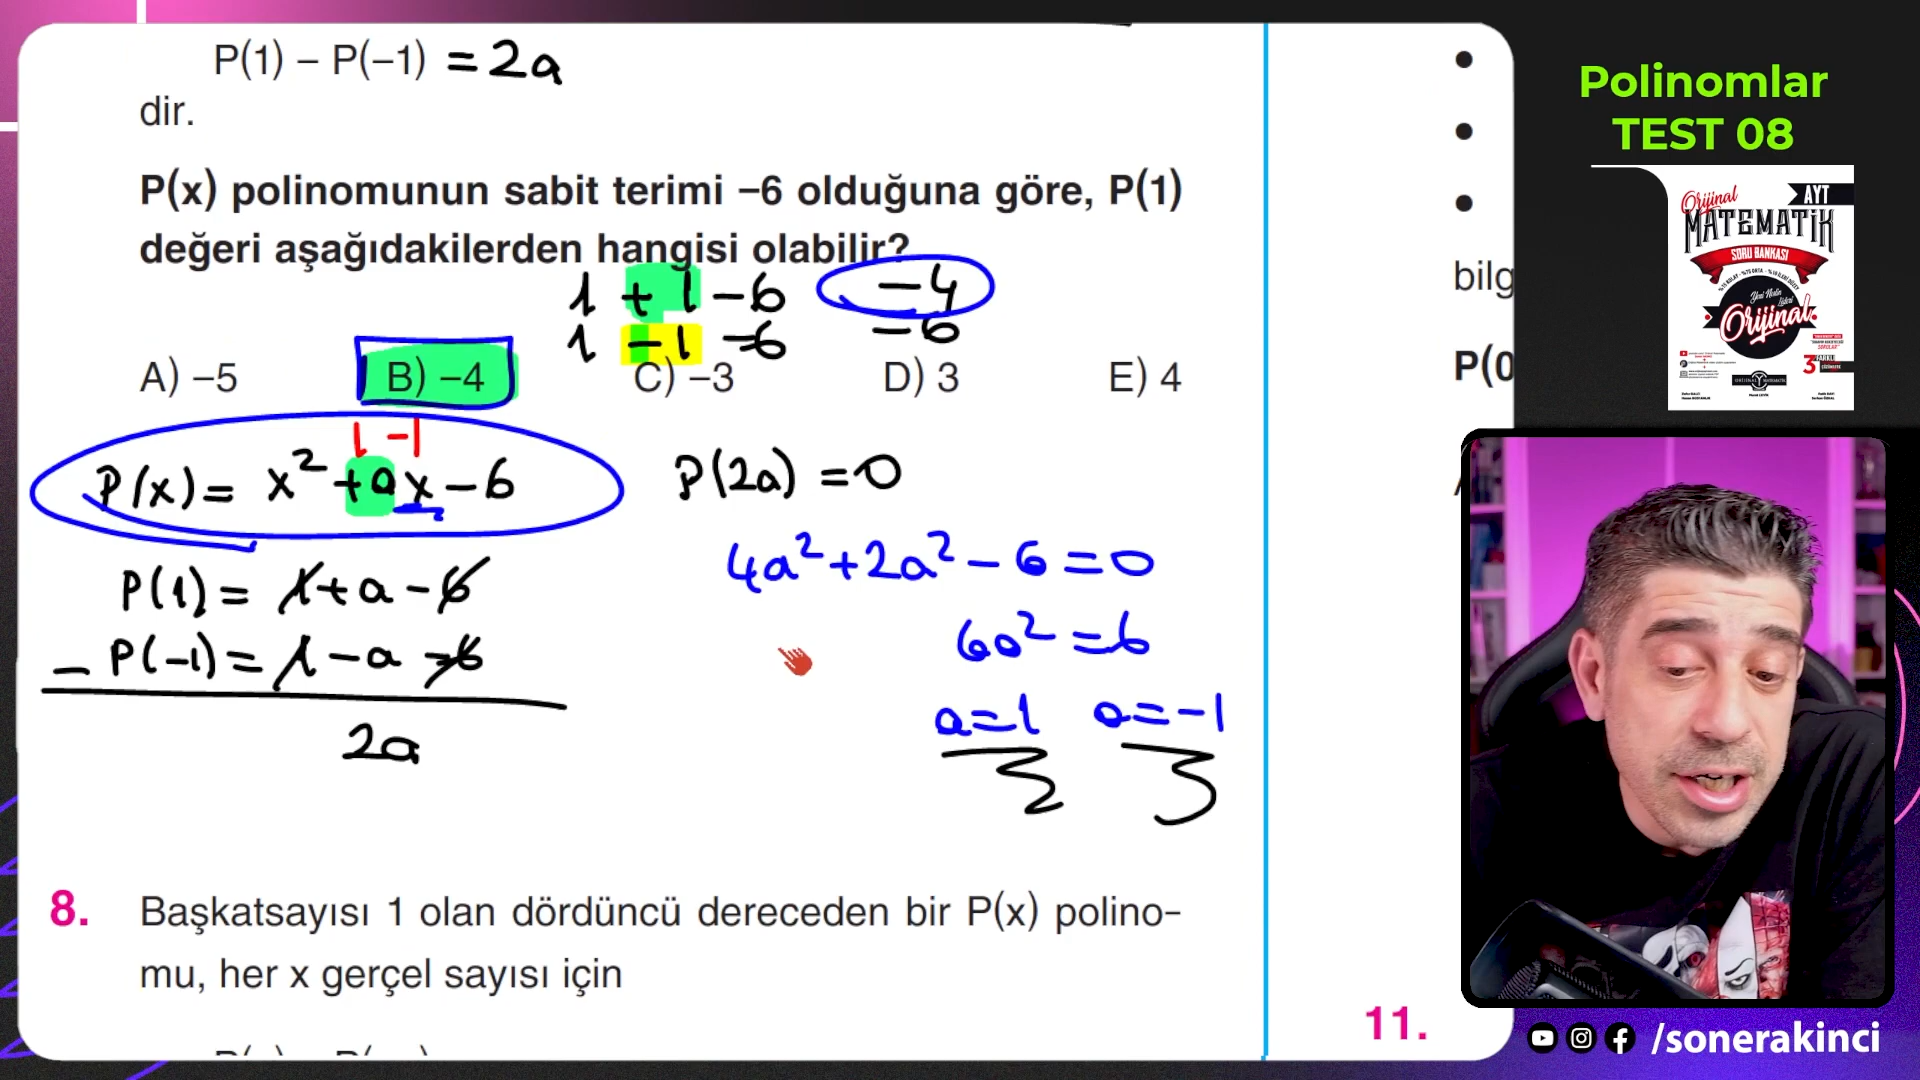 P(1) – P(–1) = 2a
dir.
P(x) polinomunun sabit terimi –6 olduğuna göre, P(1)
değeri aşağıdakilerden hangisi olabilir?
1 + 1 – 6 –4
1 – 1 – 6 –6
A) –5 B) –4 C) –3 D) 3 E) 4
1 –1
P(x) = x² + ax – 6
P(1) = 1 + a – 6
– P(–1) = 1 – a – 6
2a
P(2a) = 0
4a² + 2a² – 6 = 0
6a² = 6
a = 1 a = –1
8. Başkatsayısı 1 olan dördüncü dereceden bir P(x) polino–
mu, her x gerçel sayısı için
•
•
•
bilg
P(0
11.
Polinomlar
TEST 08
Orijinal
AYT
MATEMATİK
SORU BANKASI
Orijinal
/sonerakinci